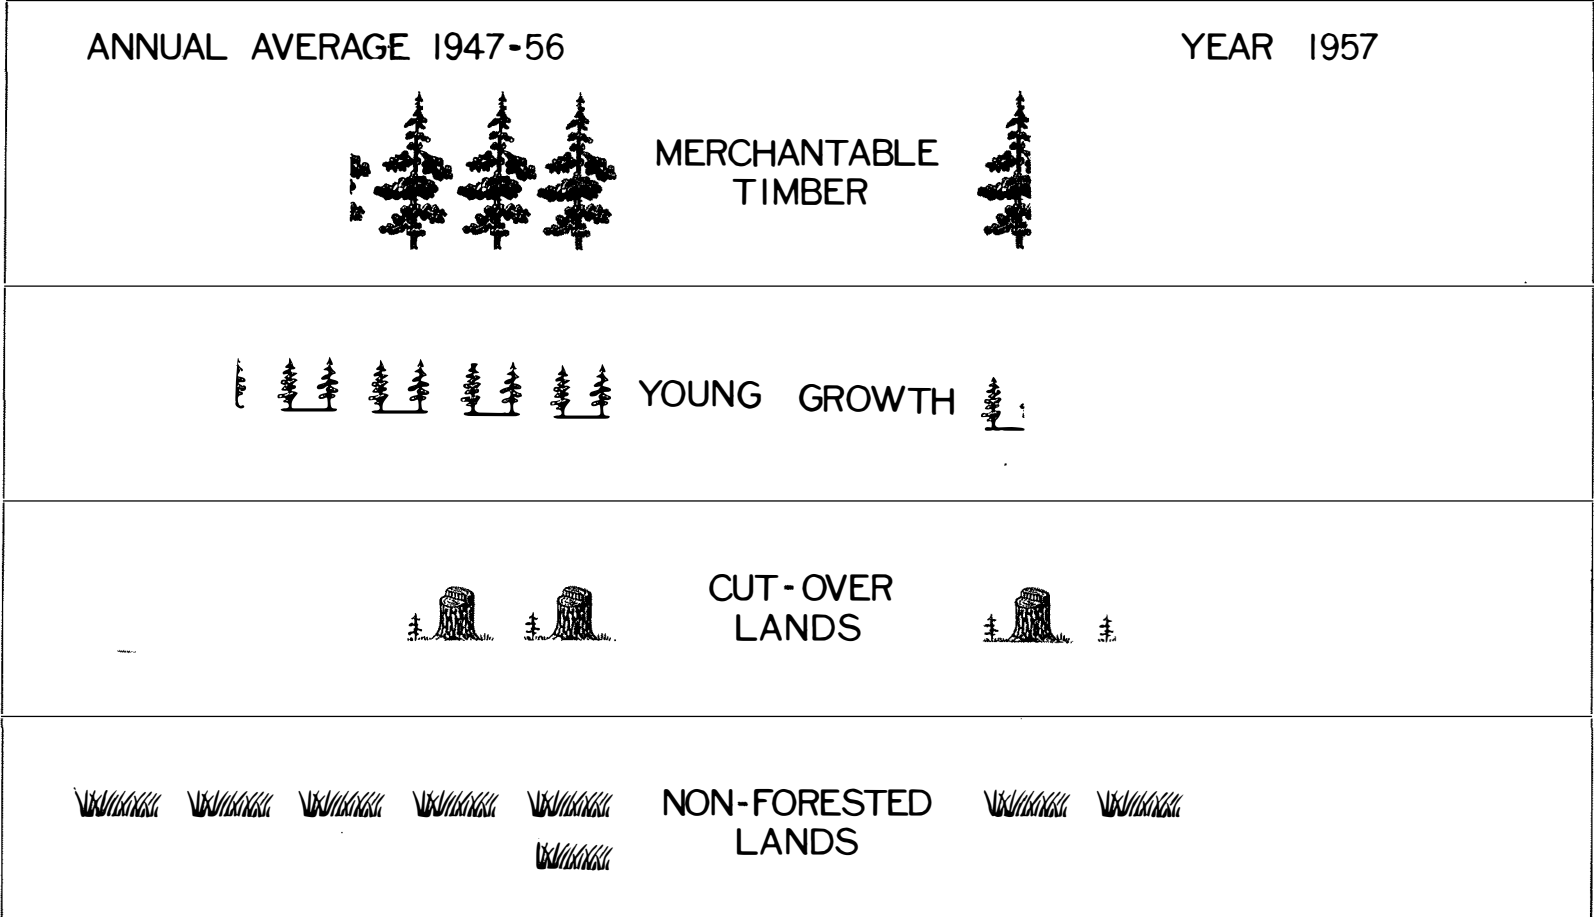 ANNUAL AVERAGE 1947-56
YEAR 1957
MERCHANTABLE
TIMBER
YOUNG GROWTH
CUT-OVER
LANDS
NON-FORESTED
LANDS